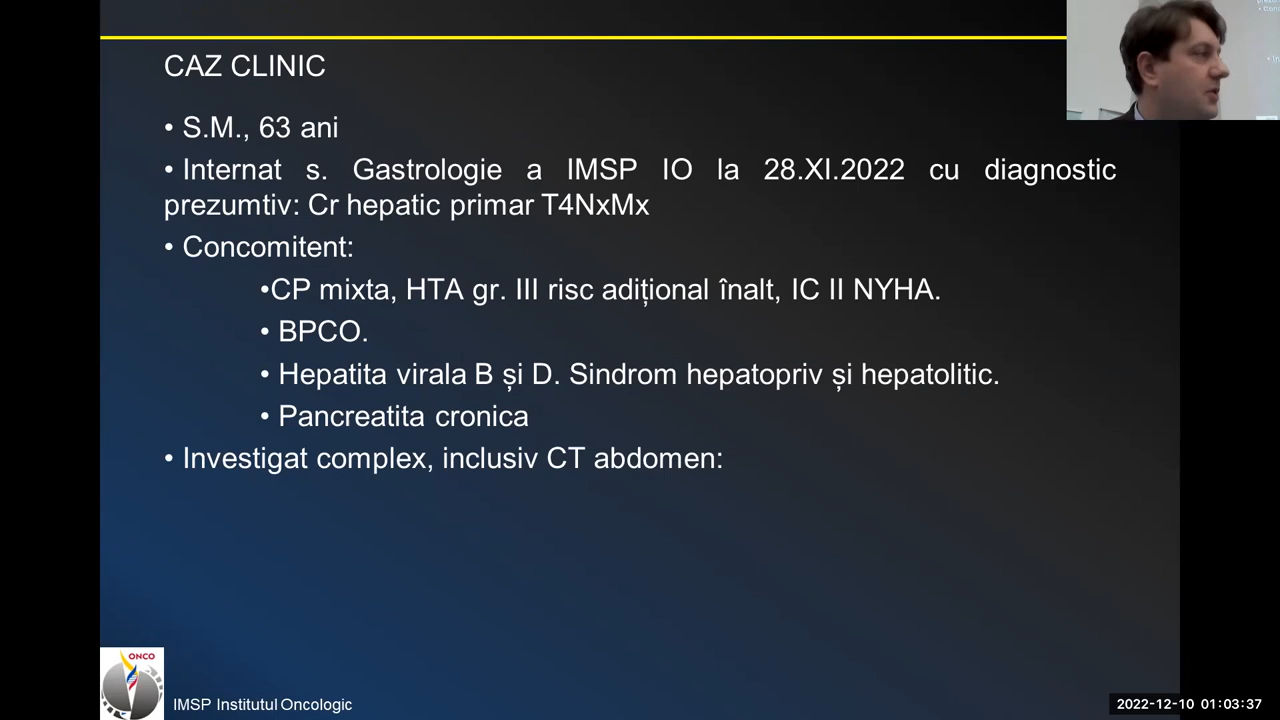 CAZ CLINIC
• S.M., 63 ani
• Internat s. Gastrologie a IMSP IO la 28.XI.2022 cu diagnostic
prezumtiv: Cr hepatic primar T4NxMx
• Concomitent:
•CP mixta, HTA gr. III risc adițional înalt, IC II NYHA.
• BPCO.
• Hepatita virala B și D. Sindrom hepatopriv și hepatolitic.
• Pancreatita cronica
• Investigat complex, inclusiv CT abdomen:
ONCO
IMSP Institutul Oncologic
2022-12-10 01:03:37